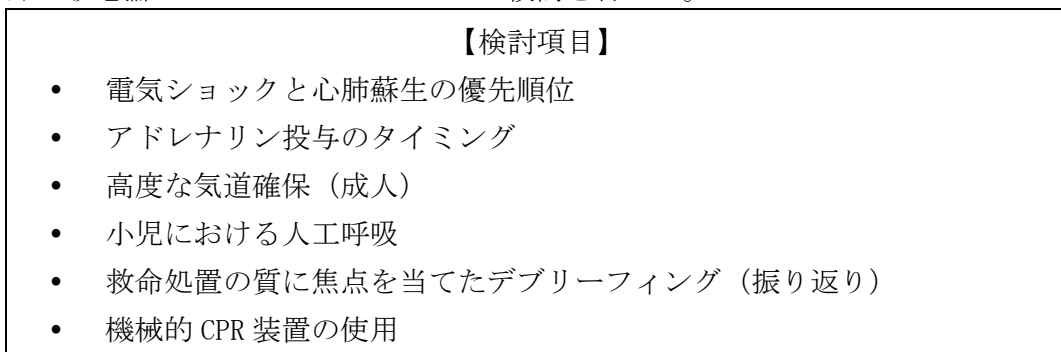 【検討項目】
• 電気ショックと心肺蘇生の優先順位
• アドレナリン投与のタイミング
• 高度な気道確保（成人）
• 小児における人工呼吸
• 救命処置の質に焦点を当てたデブリーフィング（振り返り）
• 機械的 CPR 装置の使用